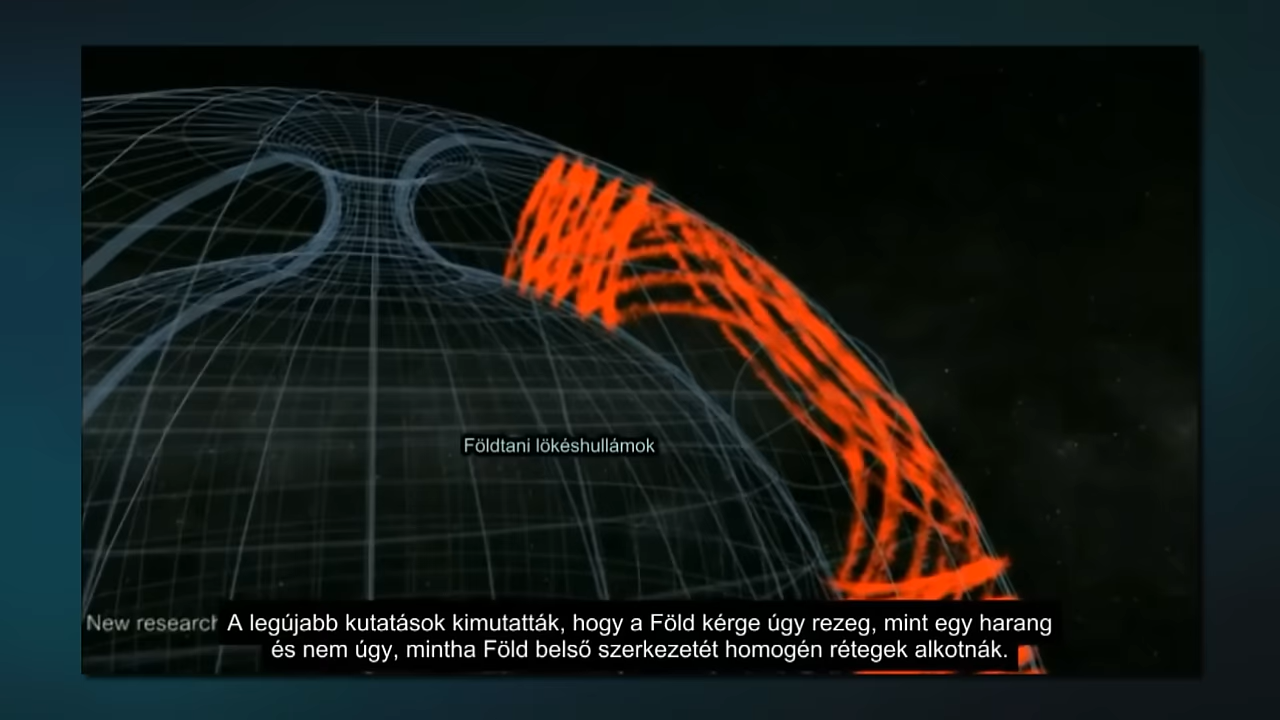 Földtani lökéshullámok
New research
A legújabb kutatások kimutatták, hogy a Föld kérge úgy rezeg, mint egy harang
és nem úgy, mintha Föld belső szerkezetét homogén rétegek alkotnák.